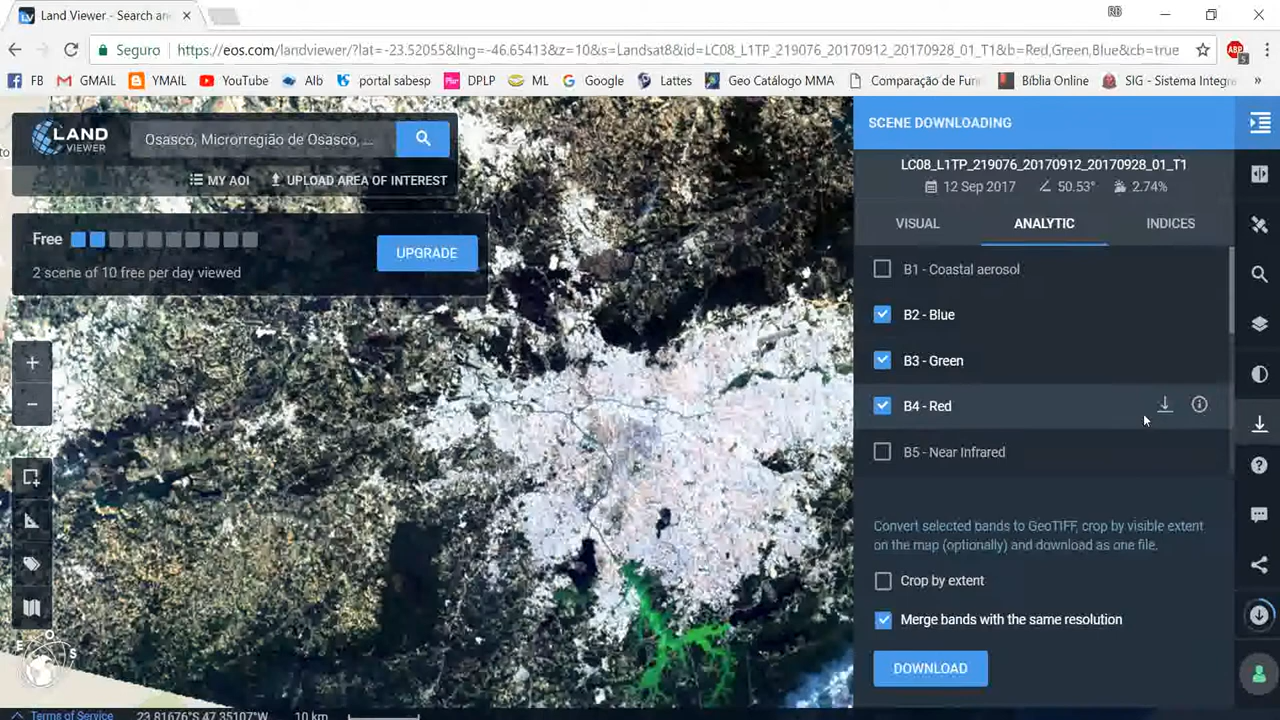 Land Viewer - Search an
RB
Seguro
https://eos.com/landviewer/?lat=-23.52055&lng=-46.65413&z=10&s=Landsat8&id=LC08_L1TP_219076_20170912_20170928_01_T1&b=Red,Green,Blue&cb=true
ABP
5
FB GMAIL YMAIL YouTube Alb portal sabesp DPLP ML Google Lattes Geo Catálogo MMA Comparação de Fun Bíblia Online SIG - Sistema Integra »
LAND
VIEWER
Osasco, Microrregião de Osasco, ...
MY AOI
UPLOAD AREA OF INTEREST
Free
UPGRADE
2 scene of 10 free per day viewed
SCENE DOWNLOADING
LC08_L1TP_219076_20170912_20170928_01_T1
12 Sep 2017 50.53° 2.74%
VISUAL ANALYTIC INDICES
B1 - Coastal aerosol
B2 - Blue
B3 - Green
B4 - Red
B5 - Near Infrared
Convert selected bands to GeoTIFF, crop by visible extent
on the map (optionally) and download as one file.
Crop by extent
Merge bands with the same resolution
DOWNLOAD
E O S
Terms of Service 23.81676°S 47.35107°W 10 km